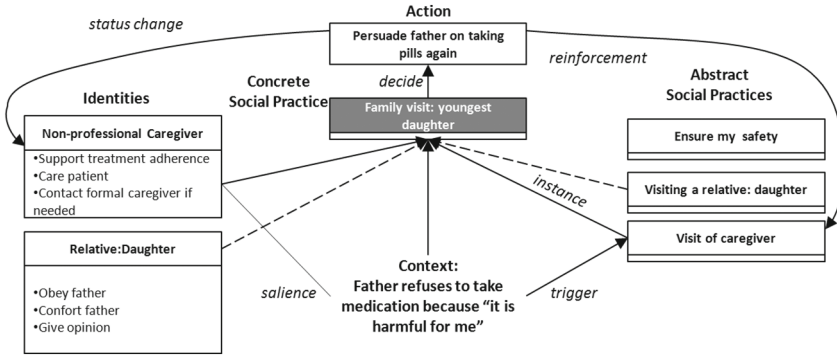 Action
status change
Persuade father on taking
pills again
reinforcement
decide
Concrete
Social Practice
Abstract
Social Practices
Identities
Family visit: youngest
daughter
Non-professional Caregiver
•Support treatment adherence
•Care patient
•Contact formal caregiver if
needed
Ensure my safety
Visiting a relative: daughter
instance
Visit of caregiver
Relative:Daughter
•Obey father
•Confort father
•Give opinion
salience
Context:
Father refuses to take
medication because “it is
harmful for me”
trigger